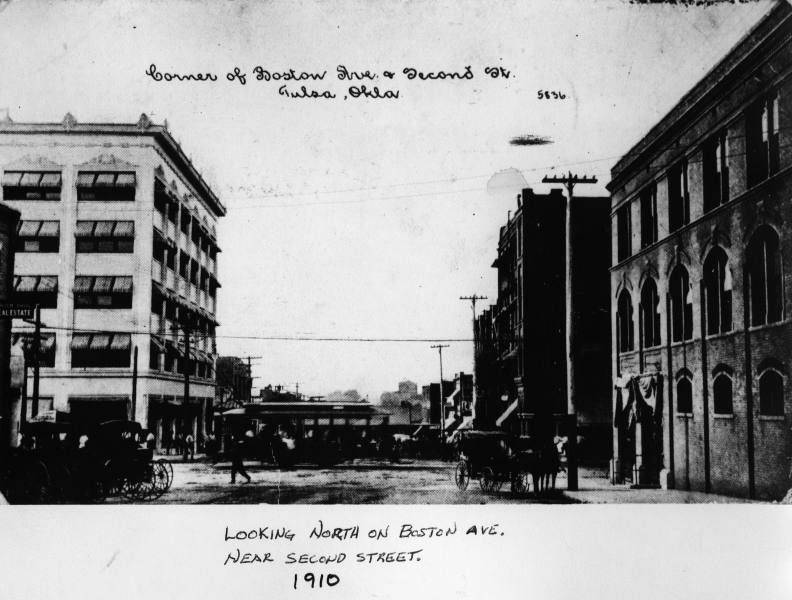 Corner of Boston Ave. & Second St.
Tulsa, Okla.
5836
REAL ESTATE
LOOKING NORTH ON BOSTON AVE.
NEAR SECOND STREET.
1910